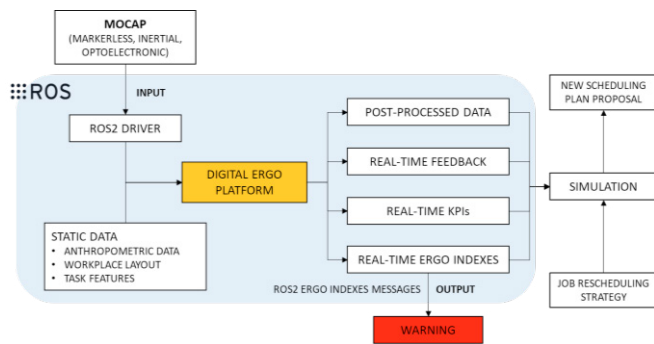 MOCAP
(MARKERLESS, INERTIAL,
OPTOELECTRONIC)
ROS
INPUT
ROS2 DRIVER
DIGITAL ERGO
PLATFORM
STATIC DATA
• ANTHROPOMETRIC DATA
• WORKPLACE LAYOUT
• TASK FEATURES
POST-PROCESSED DATA
REAL-TIME FEEDBACK
REAL-TIME KPIs
REAL-TIME ERGO INDEXES
ROS2 ERGO INDEXES MESSAGES
OUTPUT
WARNING
NEW SCHEDULING
PLAN PROPOSAL
SIMULATION
JOB RESCHEDULING
STRATEGY